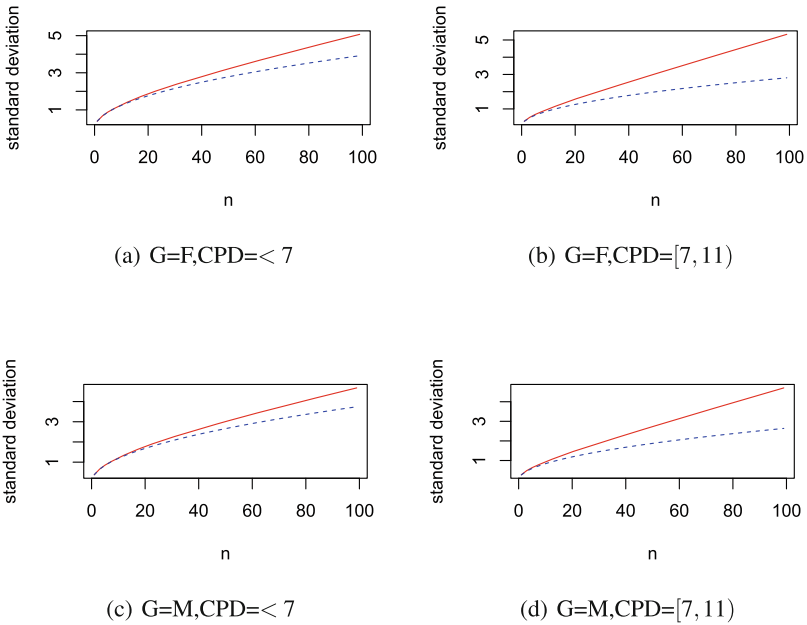 standard deviation
1 3 5
0 20 40 60 80 100
n
(a) G=F,CPD=< 7
standard deviation
1 3 5
0 20 40 60 80 100
n
(b) G=F,CPD=[7, 11)
standard deviation
1 3
0 20 40 60 80 100
n
(c) G=M,CPD=< 7
standard deviation
1 3
0 20 40 60 80 100
n
(d) G=M,CPD=[7, 11)